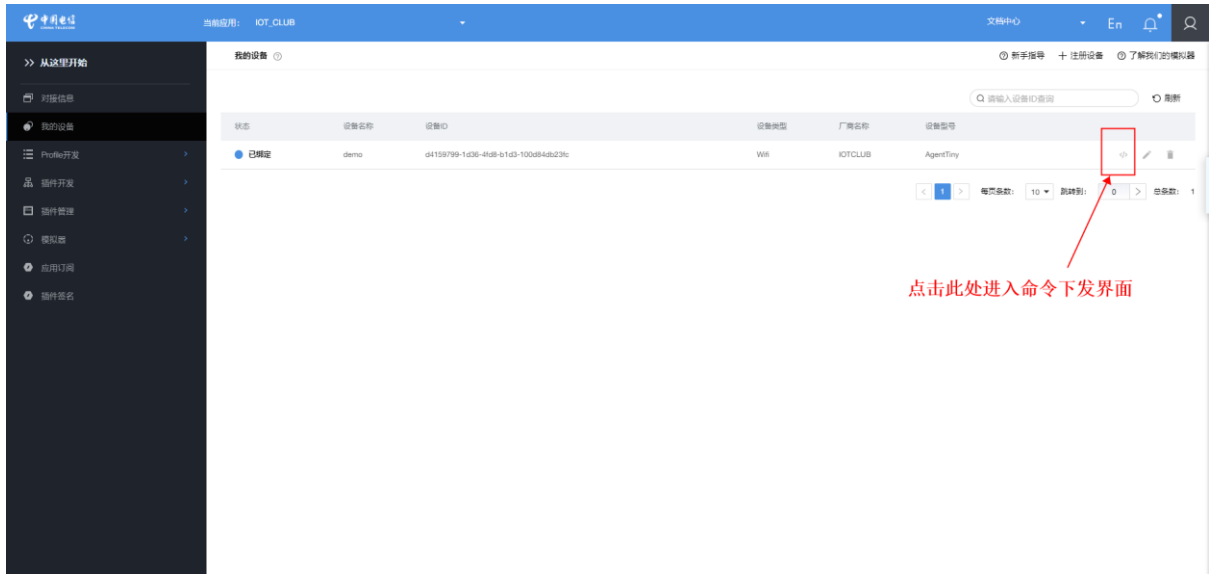 中国电信
CHINA TELECOM
当前应用: IOT_CLUB
文档中心
En
>> 从这里开始
对接信息
我的设备
Profile开发
插件开发
插件管理
模拟器
应用订阅
插件签名
我的设备
新手指导 + 注册设备 了解我们的模拟器
请输入设备ID查询
刷新
状态 设备名称 设备ID 设备类型 厂商名称 设备型号
已绑定 demo d4159799-1d36-4fd8-b1d3-100d84db23fc Wifi IOTCLUB AgentTiny </>
< 1 > 每页条数: 10 跳转到: 0 > 总条数: 1
点击此处进入命令下发界面